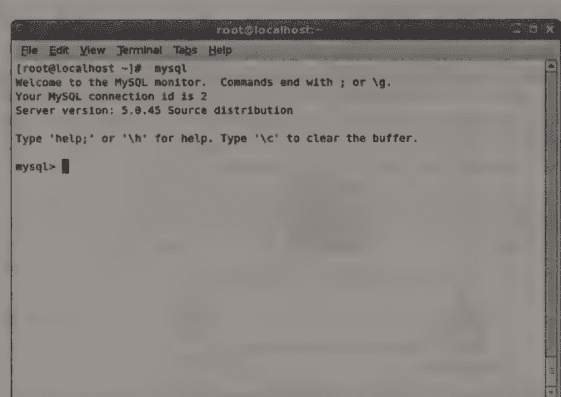 root@localhost:~
File Edit View Terminal Tabs Help
[root@localhost ~]# mysql
Welcome to the MySQL monitor.  Commands end with ; or \g.
Your MySQL connection id is 2
Server version: 5.0.45 Source distribution
Type 'help;' or '\h' for help. Type '\c' to clear the buffer.
mysql>